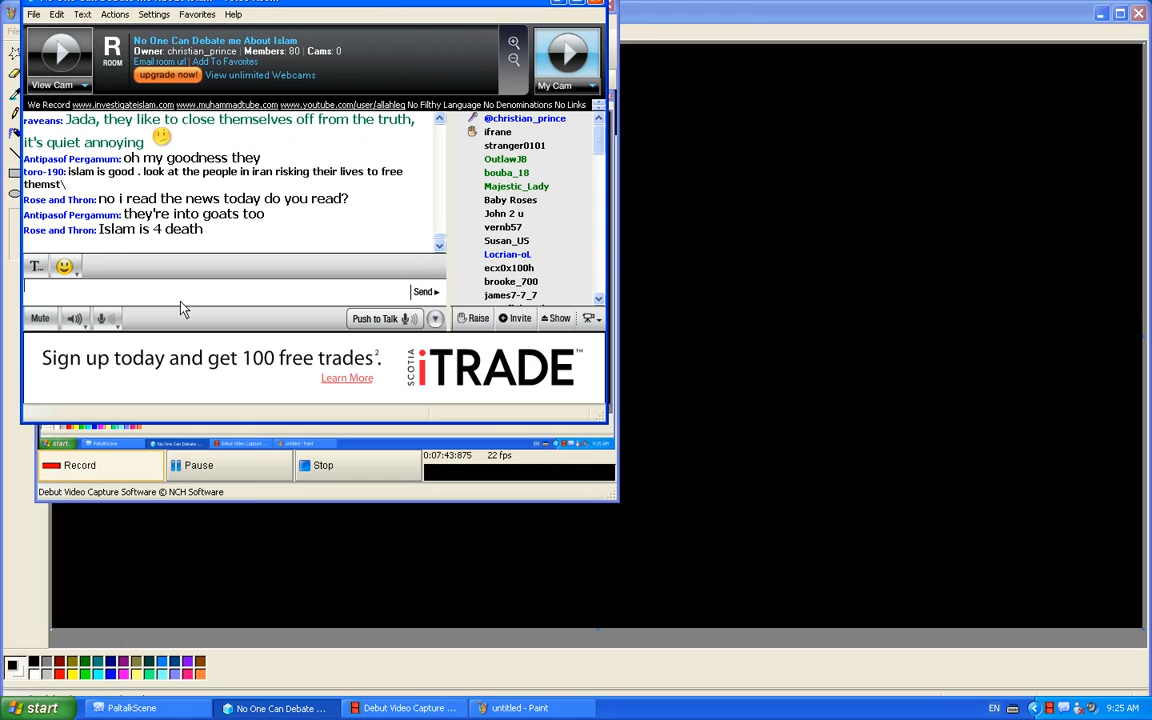 File Edit Text Actions Settings Favorites Help
No One Can Debate me About Islam
Owner: christian_prince | Members: 80 | Cams: 0
Email room url | Add To Favorites
upgrade now! View unlimited Webcams
R
ROOM
View Cam
My Cam
We Record www.investigateislam.com www.muhammadtube.com www.youtube.com/user/allahleg No Filthy Language No Denominations No Links
raveans: Jada, they like to close themselves off from the truth,
it's quiet annoying
Antipasof Pergamum: oh my goodness they
toro-190: islam is good . look at the people in iran risking their lives to free
themst\
Rose and Thron: no i read the news today do you read?
Antipasof Pergamum: they're into goats too
Rose and Thron: Islam is 4 death
@christian_prince
ifrane
stranger0101
OutlawJB
bouba_18
Majestic_Lady
Baby Roses
John 2 u
vernb57
Susan_US
Locrian-oL
ecx0x100h
brooke_700
james7-7_7
T...
Send
Mute
Push to Talk
Raise Invite Show
Sign up today and get 100 free trades².
Learn More
SCOTIA iTRADE™
start
Record Pause Stop
0:07:43:875 22 fps
Debut Video Capture Software © NCH Software
start PaltalkScene No One Can Debate ... Debut Video Capture ... untitled - Paint EN 9:25 AM